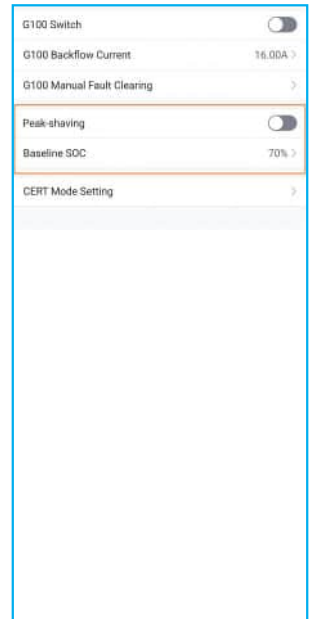 G100 Switch
G100 Backflow Current 16.00A >
G100 Manual Fault Clearing >
Peak-shaving
Baseline SOC 70% >
CERT Mode Setting >